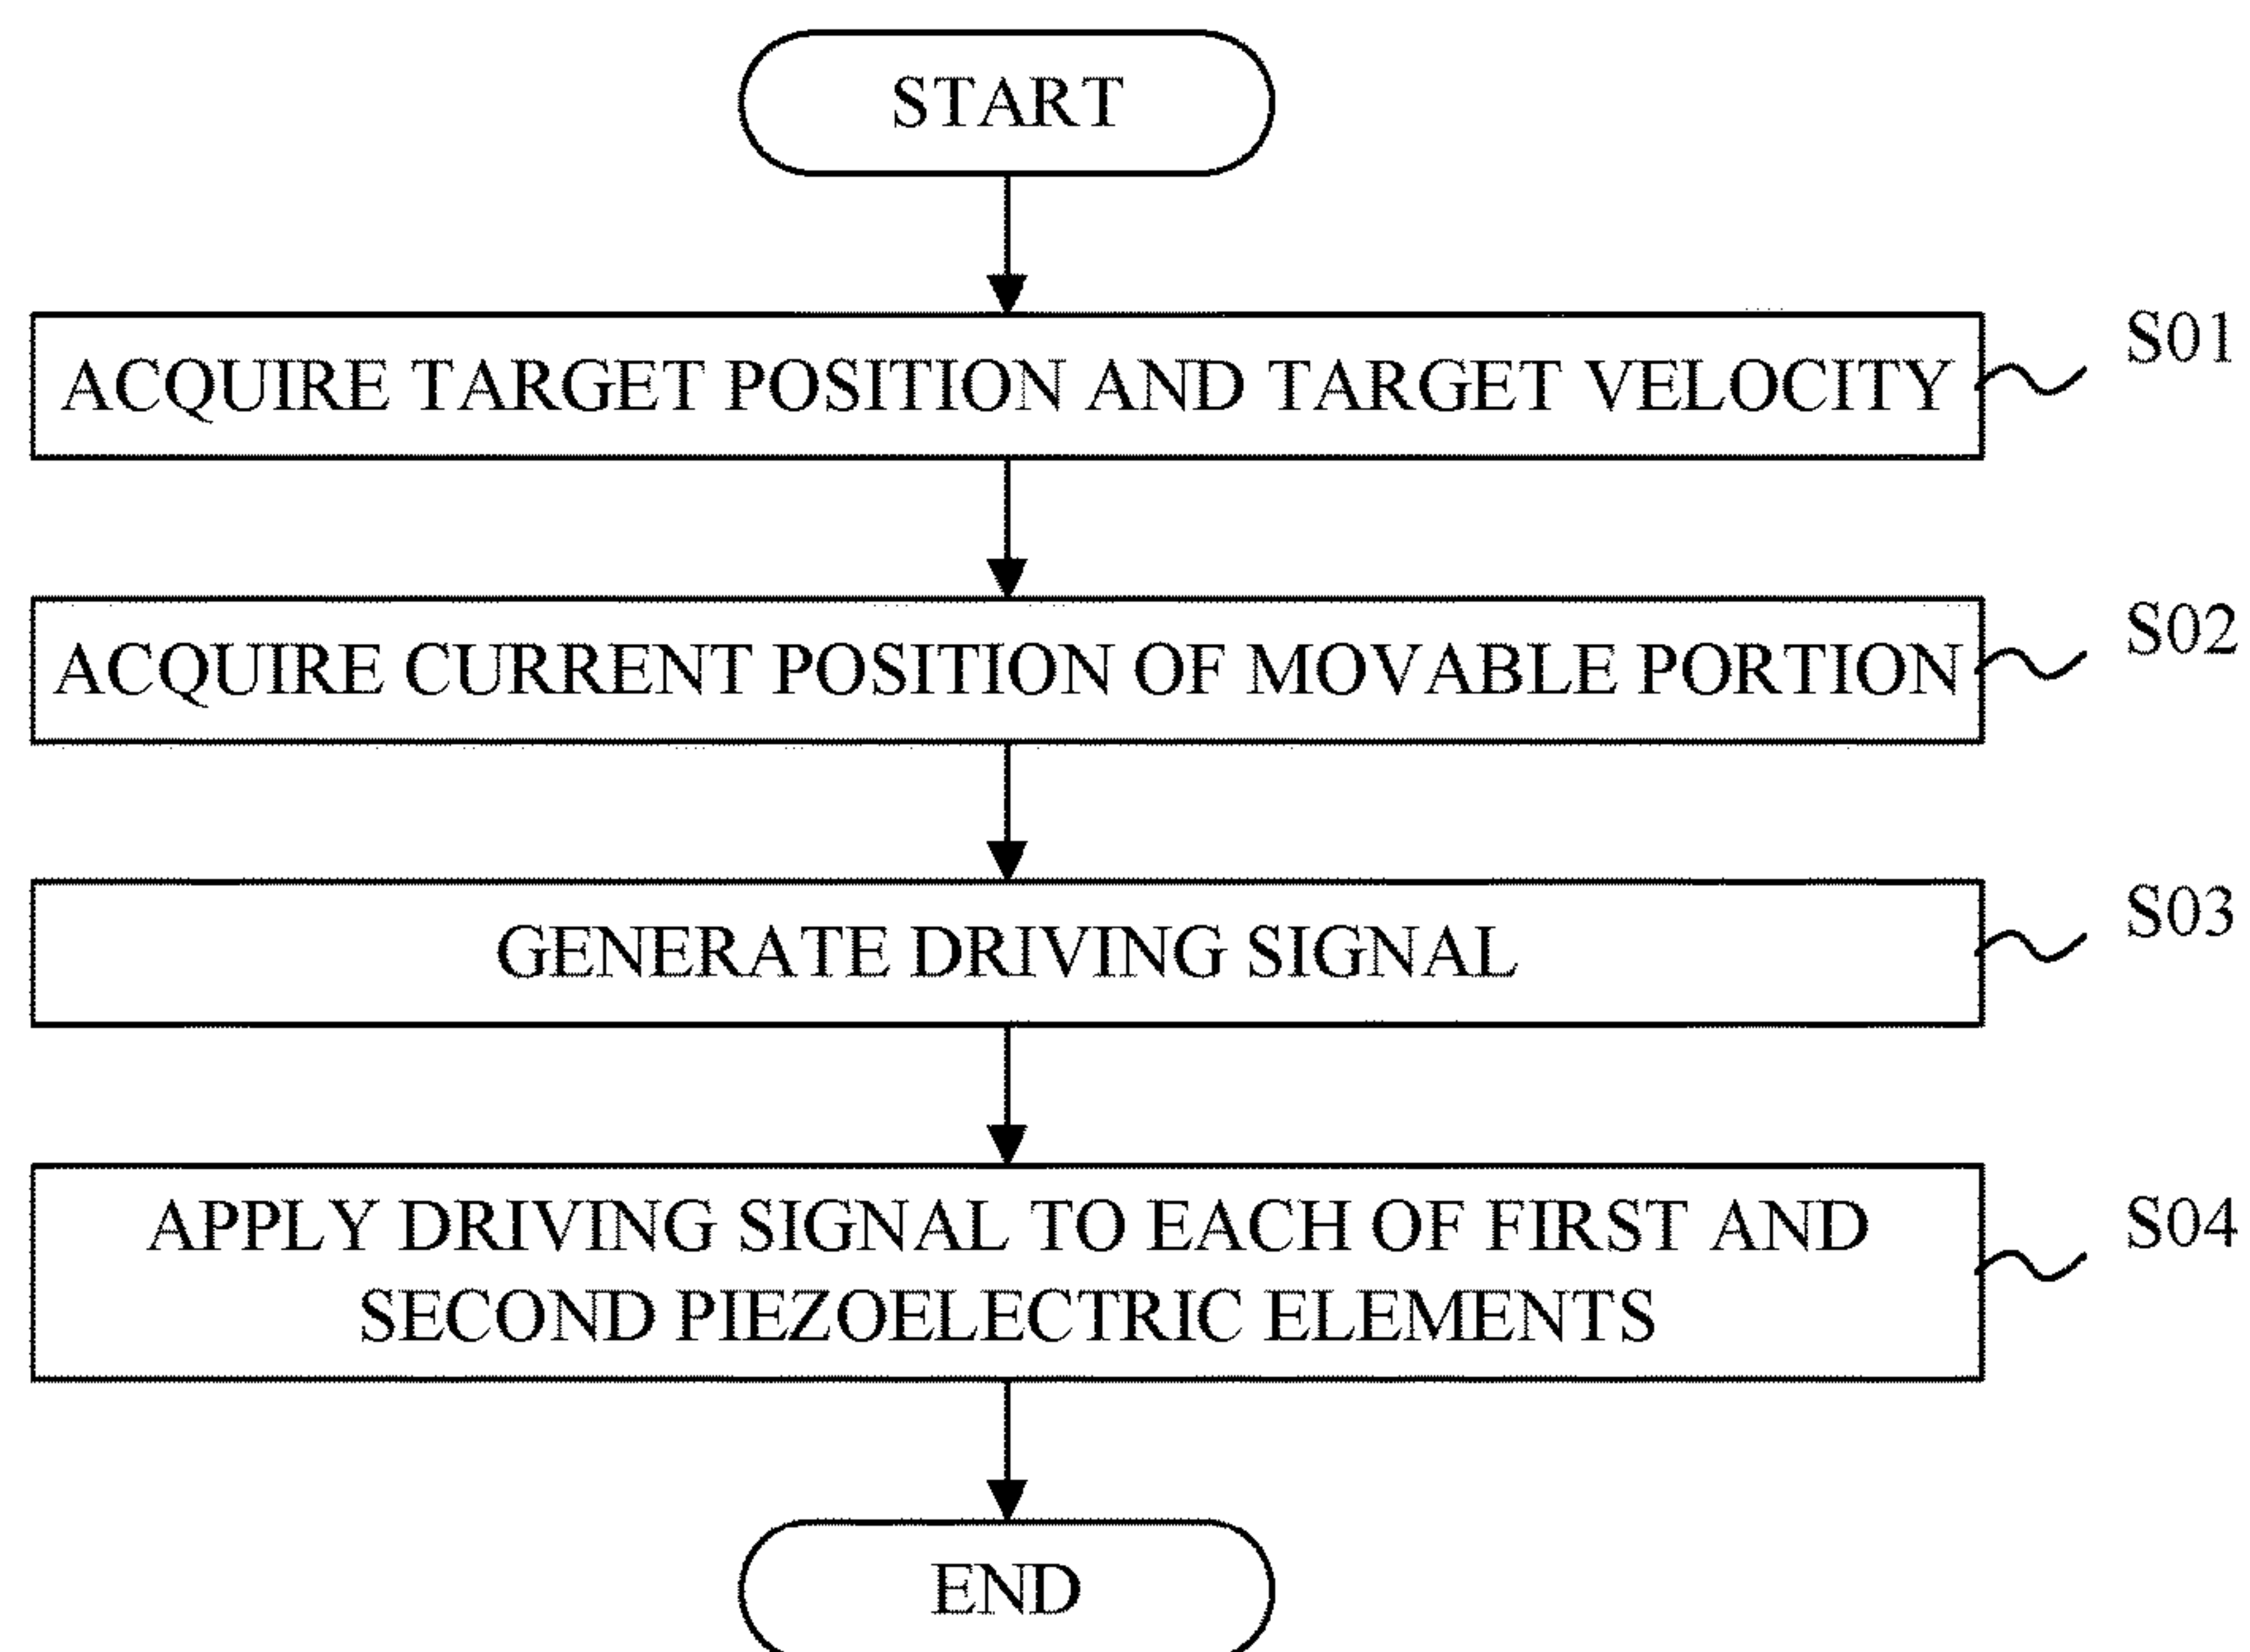 START
ACQUIRE TARGET POSITION AND TARGET VELOCITY
S01
ACQUIRE CURRENT POSITION OF MOVABLE PORTION
S02
GENERATE DRIVING SIGNAL
S03
APPLY DRIVING SIGNAL TO EACH OF FIRST AND
SECOND PIEZOELECTRIC ELEMENTS
S04
END